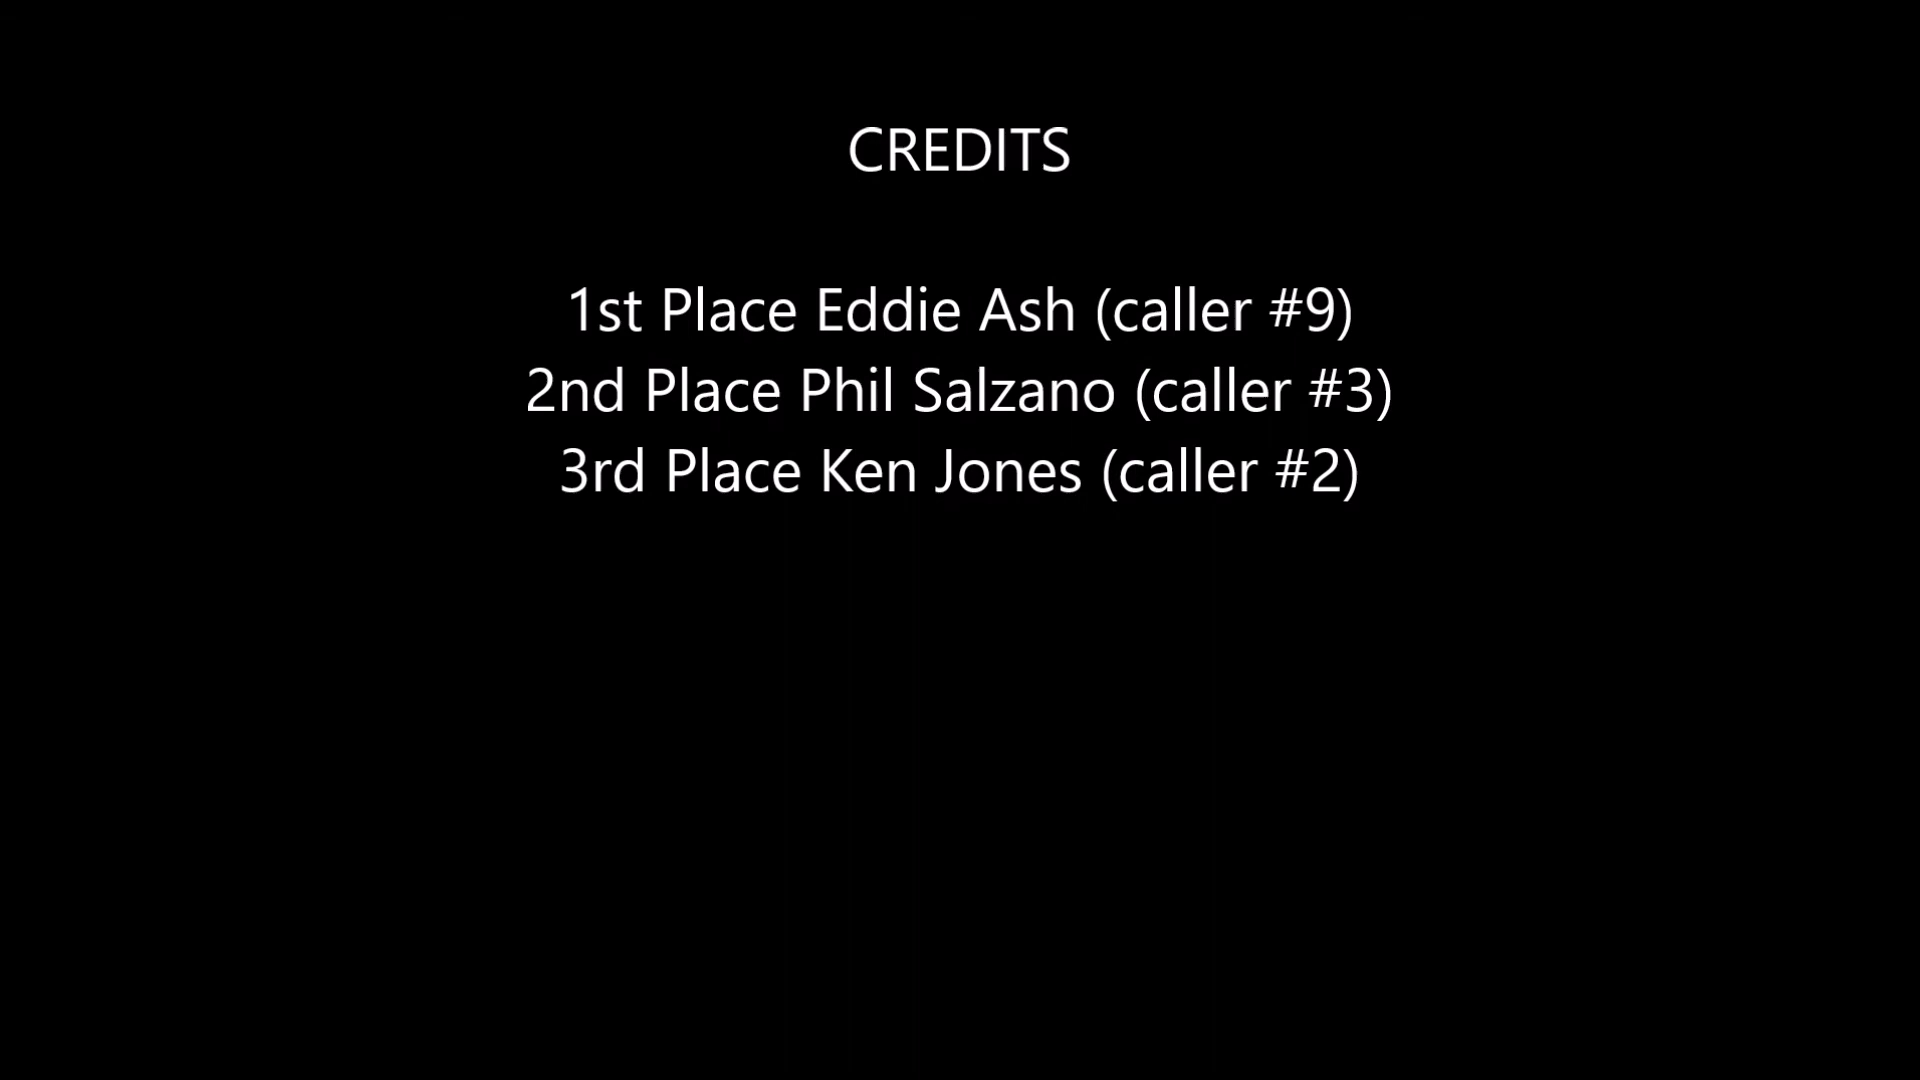 CREDITS
1st Place Eddie Ash (caller #9)
2nd Place Phil Salzano (caller #3)
3rd Place Ken Jones (caller #2)